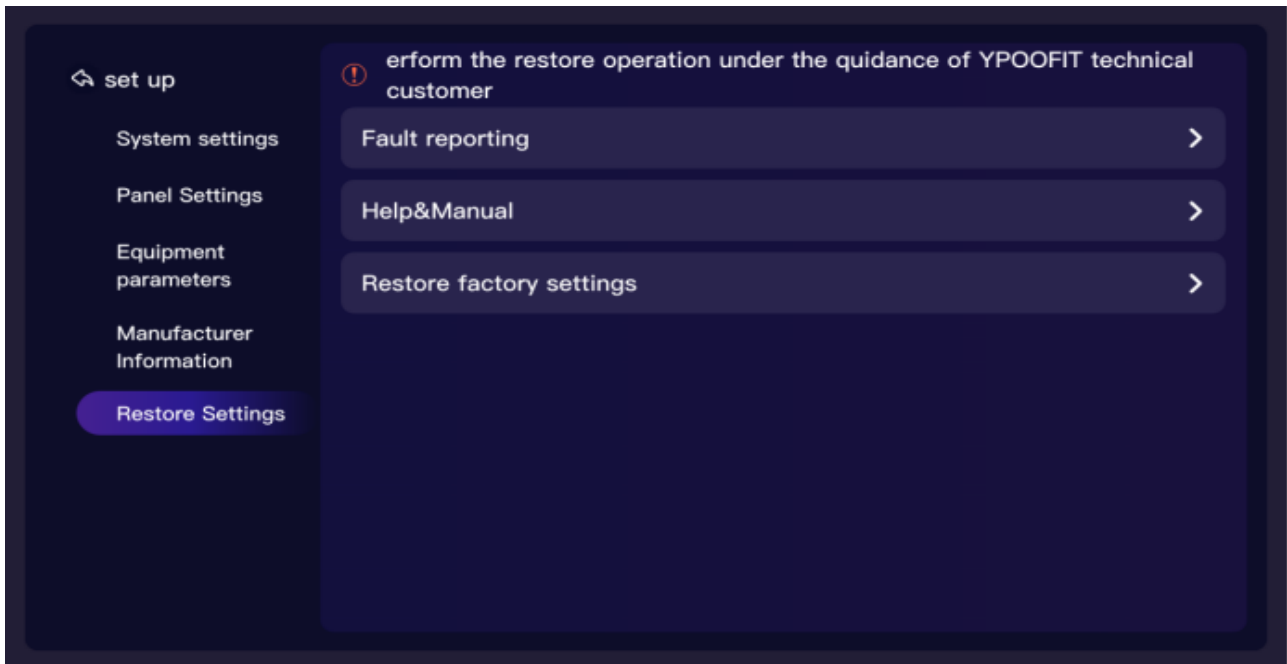 set up
System settings
Panel Settings
Equipment
parameters
Manufacturer
Information
Restore Settings
erform the restore operation under the quidance of YPOOFIT technical
customer
Fault reporting
Help&Manual
Restore factory settings